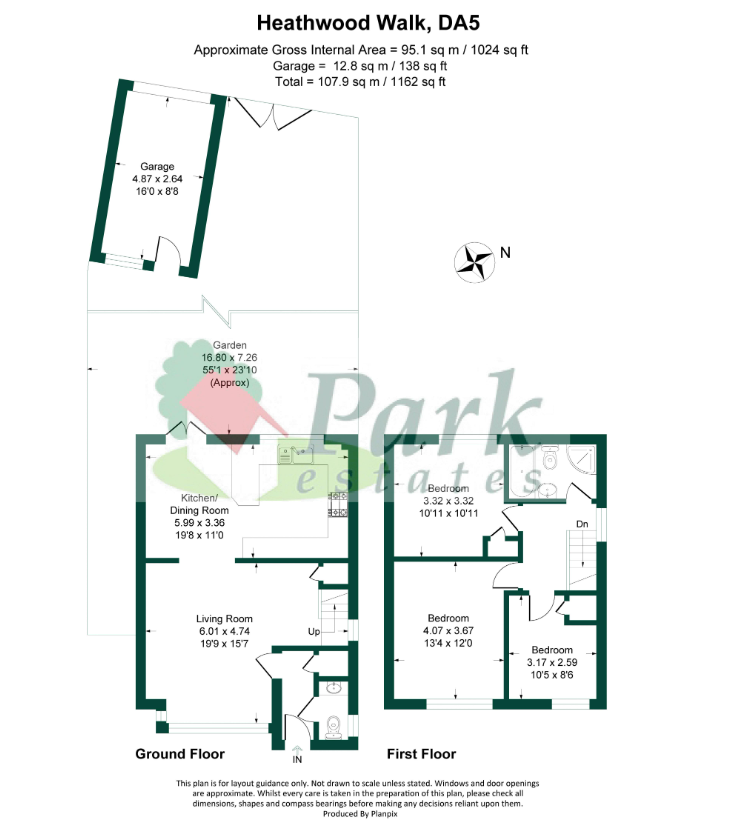 Heathwood Walk, DA5
Approximate Gross Internal Area = 95.1 sq m / 1024 sq ft
Garage = 12.8 sq m / 138 sq ft
Total = 107.9 sq m / 1162 sq ft
Garage
4.87 x 2.64
16'0 x 8'8
N
Garden
16.80 x 7.26
55'1 x 23'10
(Approx)
Park
estates
Kitchen/
Dining Room
5.99 x 3.36
19'8 x 11'0
Bedroom
3.32 x 3.32
10'11 x 10'11
Dn
Living Room
6.01 x 4.74
19'9 x 15'7
Up
Bedroom
4.07 x 3.67
13'4 x 12'0
Bedroom
3.17 x 2.59
10'5 x 8'6
IN
Ground Floor
First Floor
This plan is for layout guidance only. Not drawn to scale unless stated. Windows and door openings
are approximate. Whilst every care is taken in the preparation of this plan, please check all
dimensions, shapes and compass bearings before making any decisions reliant upon them.
Produced By Planpix